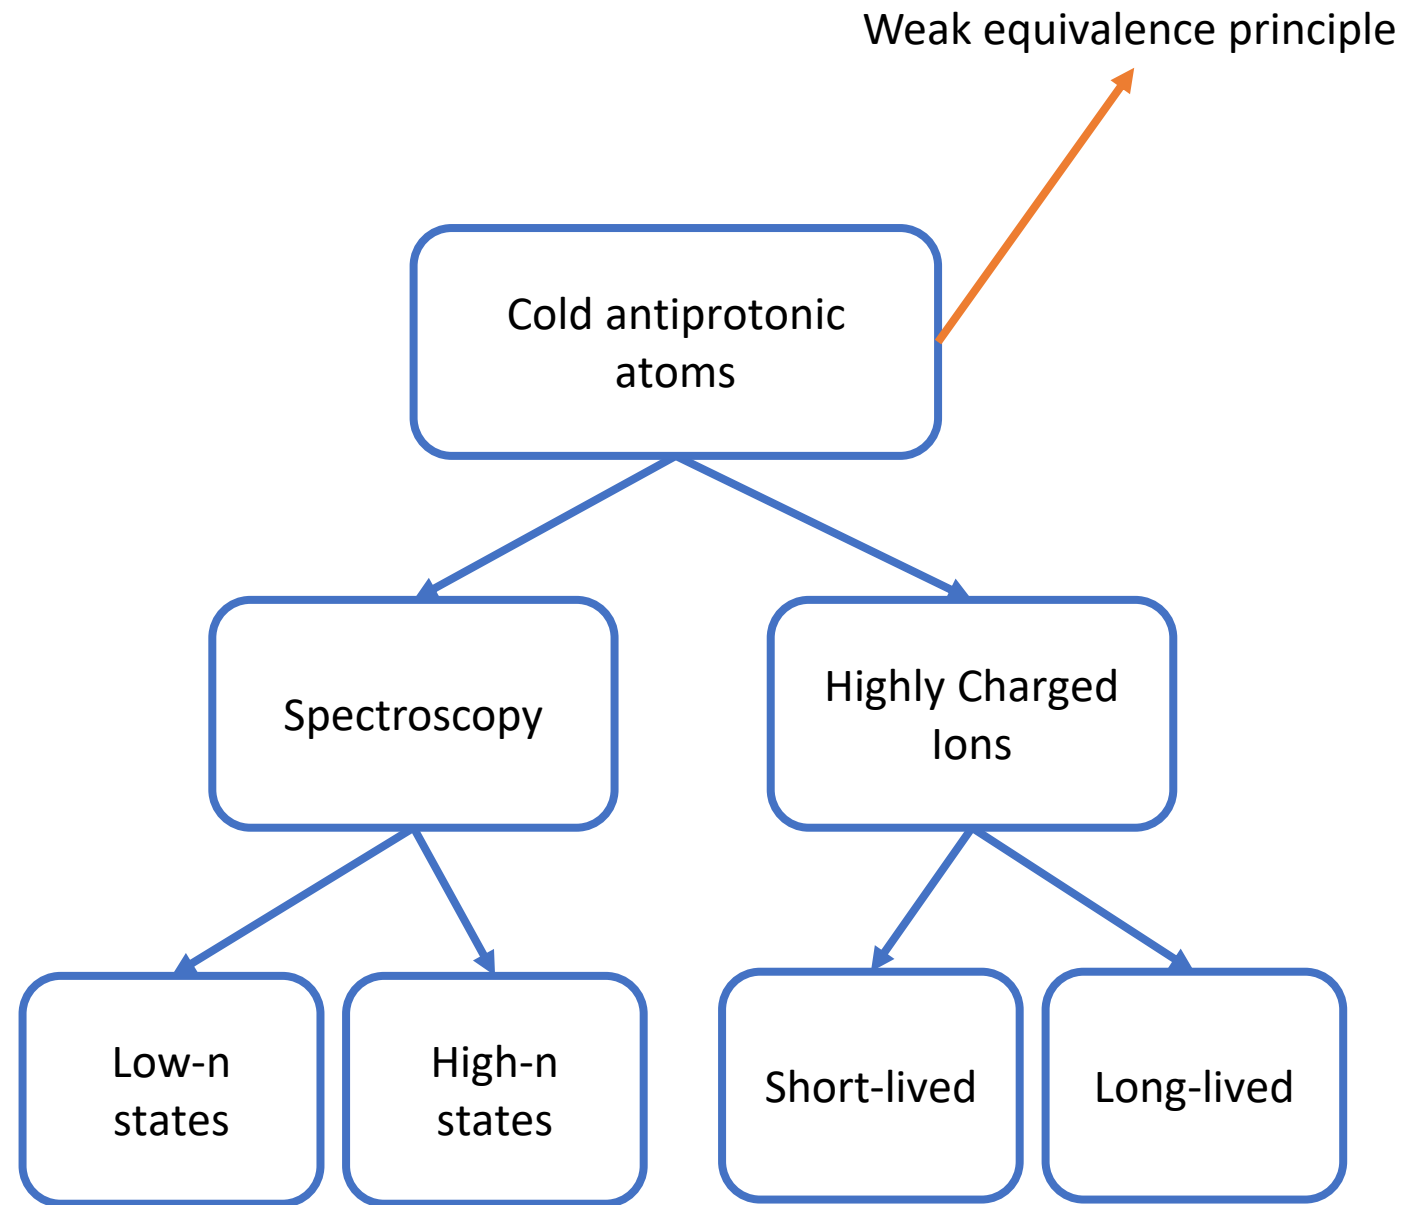 Weak equivalence principle
Cold antiprotonic
atoms
Spectroscopy
Highly Charged
Ions
Low-n
states
High-n
states
Short-lived
Long-lived